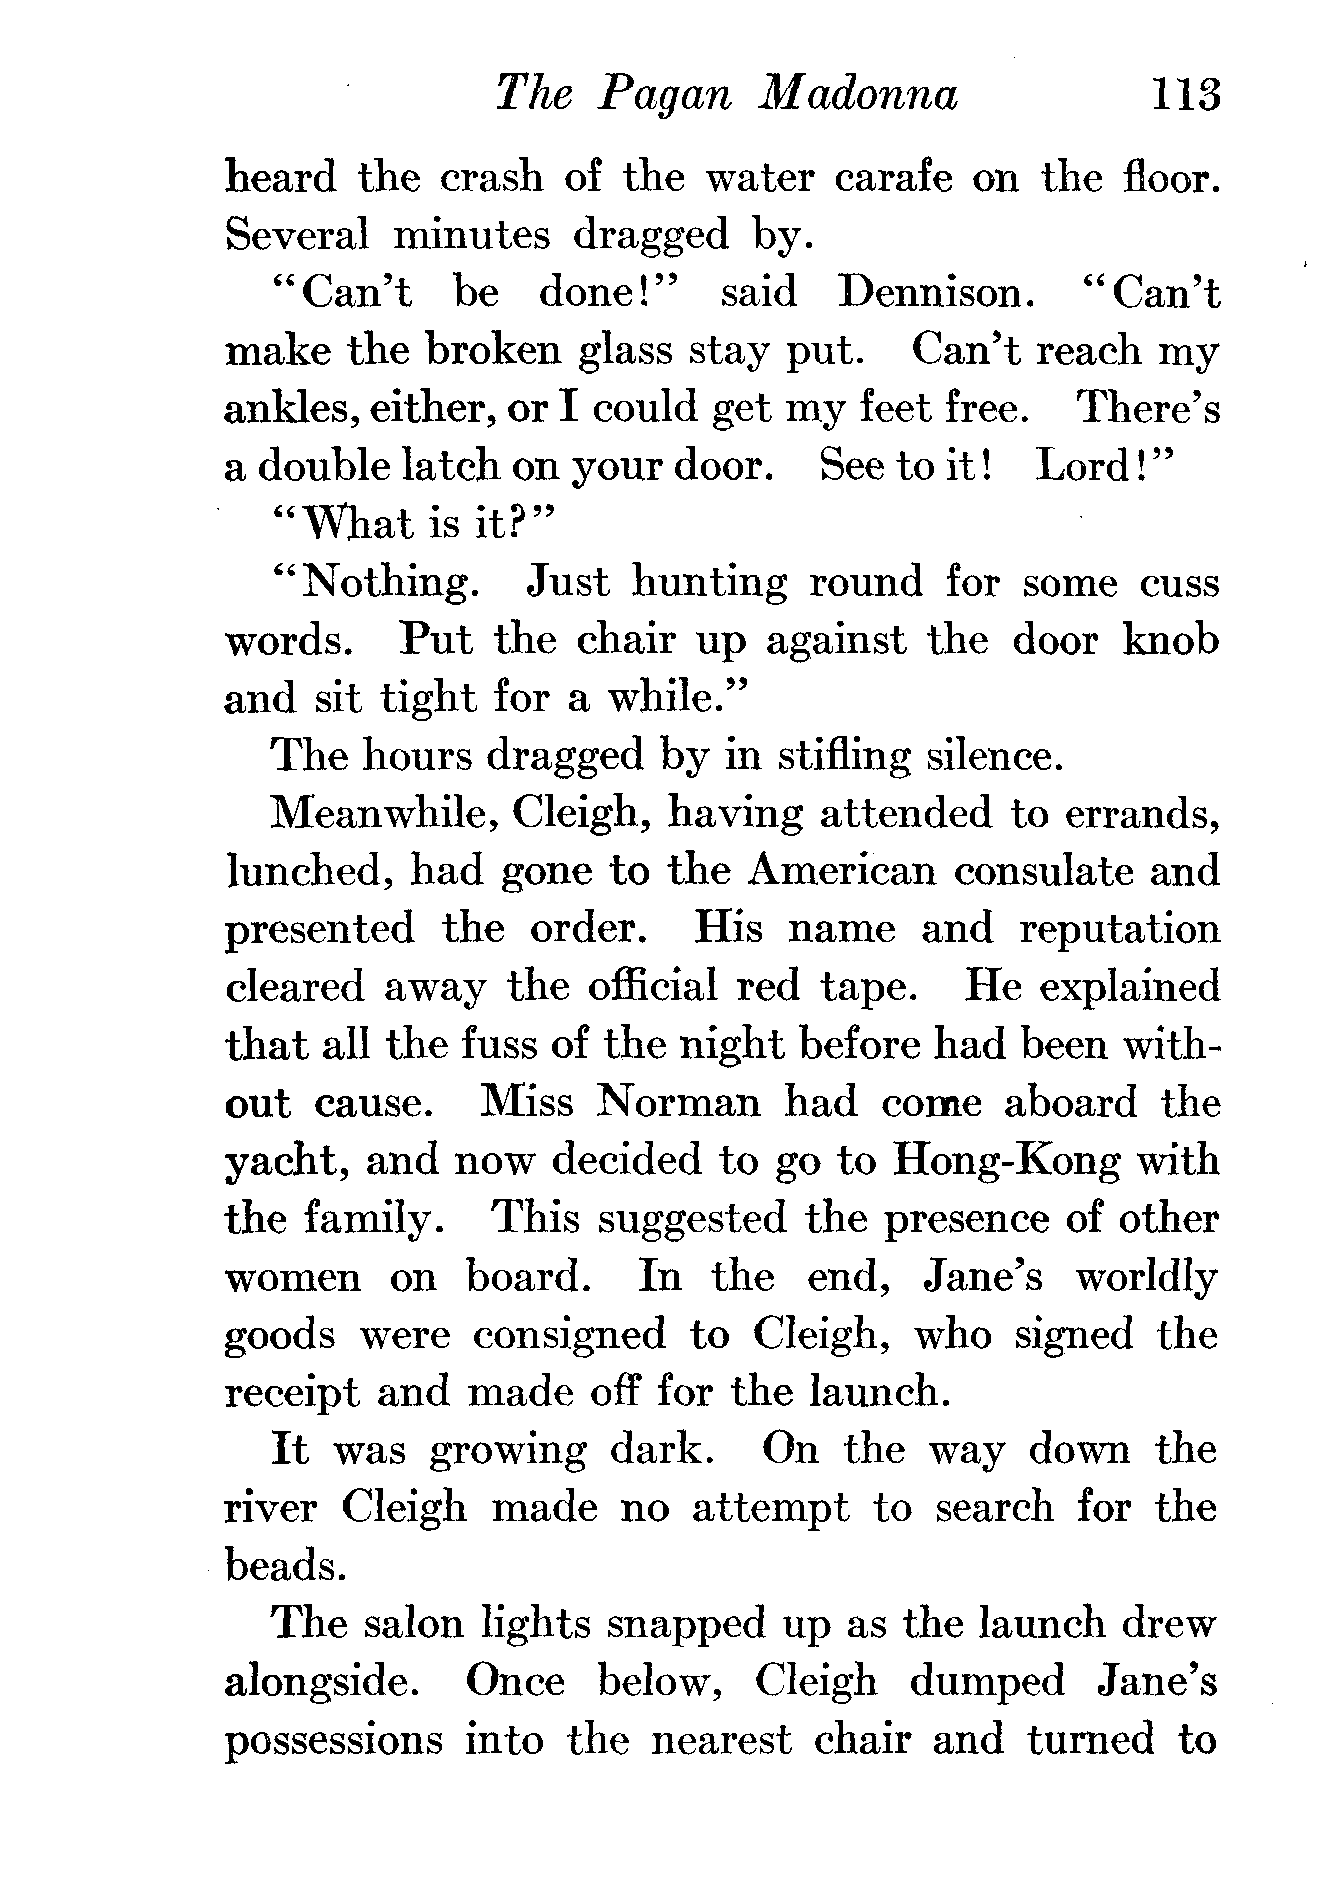 The Pagan Madonna 113
heard the crash of the water carafe on the floor.
Several minutes dragged by.
"Can't be done!" said Dennison. "Can't
make the broken glass stay put. Can't reach my
ankles, either, or I could get my feet free. There's
a double latch on your door. See to it! Lord!"
"What is it?"
"Nothing. Just hunting round for some cuss
words. Put the chair up against the door knob
and sit tight for a while."
The hours dragged by in stifling silence.
Meanwhile, Cleigh, having attended to errands,
lunched, had gone to the American consulate and
presented the order. His name and reputation
cleared away the official red tape. He explained
that all the fuss of the night before had been with-
out cause. Miss Norman had come aboard the
yacht, and now decided to go to Hong-Kong with
the family. This suggested the presence of other
women on board. In the end, Jane's worldly
goods were consigned to Cleigh, who signed the
receipt and made off for the launch.
It was growing dark. On the way down the
river Cleigh made no attempt to search for the
beads.
The salon lights snapped up as the launch drew
alongside. Once below, Cleigh dumped Jane's
possessions into the nearest chair and turned to